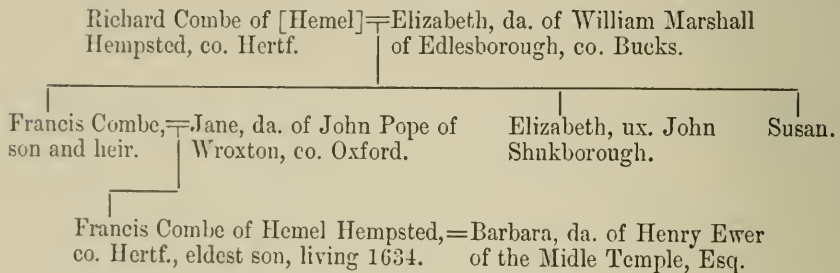 Richard Combe of [Hemel]=Elizabeth, da. of William Marshall
Hempsted, co. Hertf. of Edlesborough, co. Bucks.
Francis Combe,=Jane, da. of John Pope of Elizabeth, ux. John Susan.
son and heir. Wroxton, co. Oxford. Shukborough.
Francis Combe of Hemel Hempsted,=Barbara, da. of Henry Ewer
co. Hertf., eldest son, living 1634. of the Midle Temple, Esq.